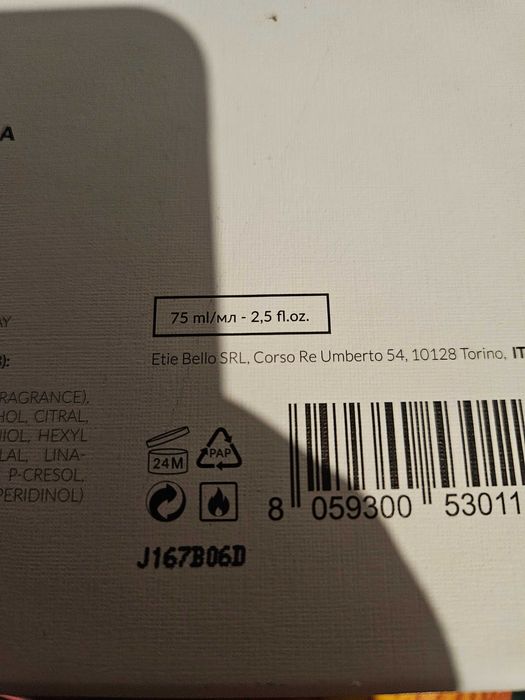 A
75 ml/мл - 2,5 fl.oz.
Etie Bello SRL, Corso Re Umberto 54, 10128 Torino, IT
AY
):
RAGRANCE),
HOL, CITRAL,
IOL, HEXYL
LAL, LINA-
P-CRESOL,
PERIDINOL)
24M
PAP
8 059300 53011
J167B06D